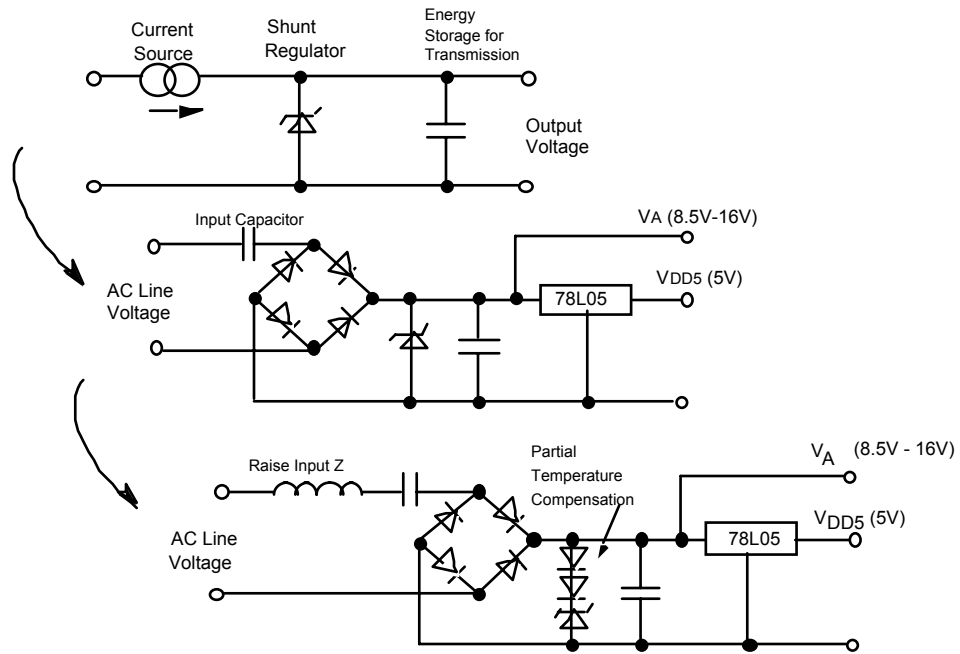 Current
Source
Shunt
Regulator
Energy
Storage for
Transmission
Output
Voltage
Input Capacitor
VA (8.5V-16V)
VDD5 (5V)
AC Line
Voltage
78L05
Raise Input Z
Partial
Temperature
Compensation
VA (8.5V - 16V)
VDD5 (5V)
AC Line
Voltage
78L05